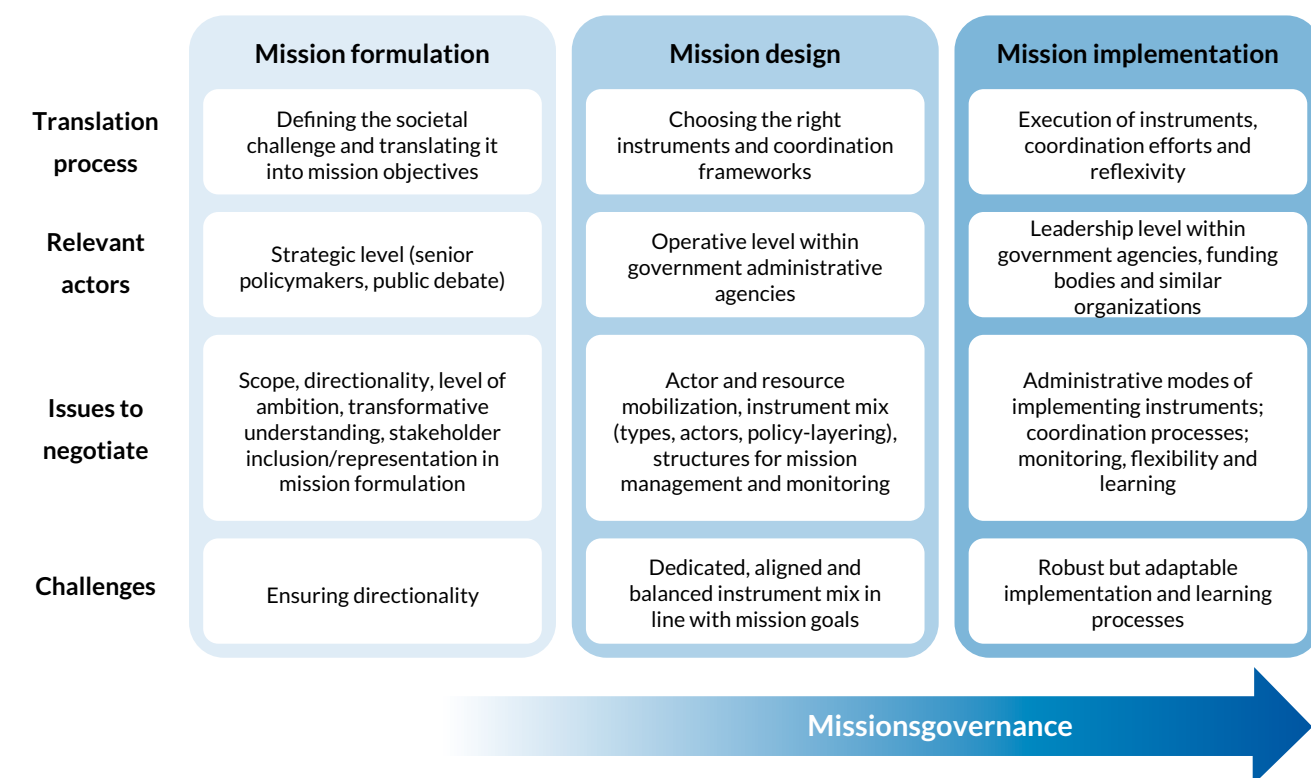 Mission formulation
Mission design
Mission implementation
Translation
process
Defining the societal
challenge and translating it
into mission objectives
Choosing the right
instruments and coordination
frameworks
Execution of instruments,
coordination efforts and
reflexivity
Relevant
actors
Strategic level (senior
policymakers, public debate)
Operative level within
government administrative
agencies
Leadership level within
government agencies, funding
bodies and similar
organizations
Issues to
negotiate
Scope, directionality, level of
ambition, transformative
understanding, stakeholder
inclusion/representation in
mission formulation
Actor and resource
mobilization, instrument mix
(types, actors, policy-layering),
structures for mission
management and monitoring
Administrative modes of
implementing instruments;
coordination processes;
monitoring, flexibility and
learning
Challenges
Ensuring directionality
Dedicated, aligned and
balanced instrument mix in
line with mission goals
Robust but adaptable
implementation and learning
processes
Missionsgovernance